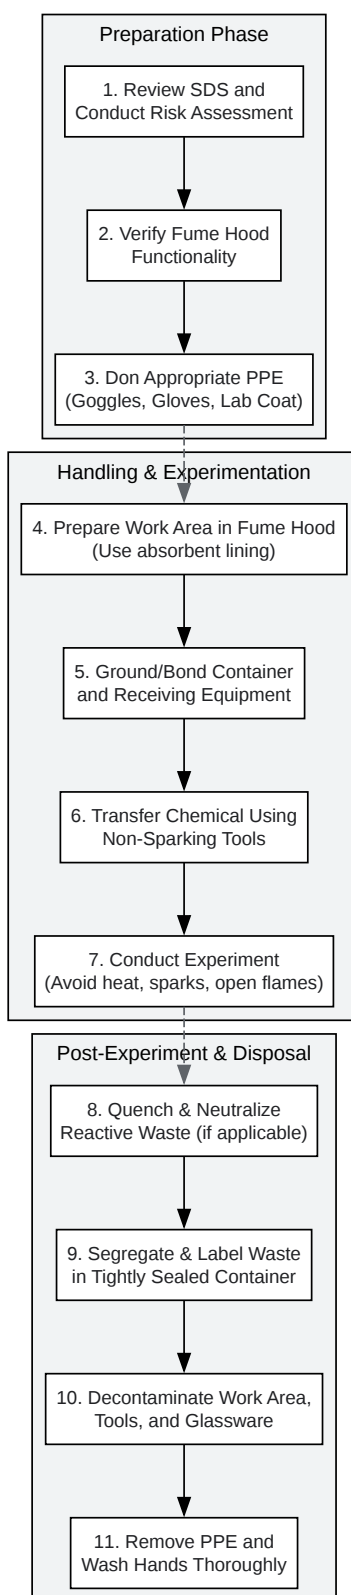 Preparation Phase
1. Review SDS and
Conduct Risk Assessment
2. Verify Fume Hood
Functionality
3. Don Appropriate PPE
(Goggles, Gloves, Lab Coat)
Handling & Experimentation
4. Prepare Work Area in Fume Hood
(Use absorbent lining)
5. Ground/Bond Container
and Receiving Equipment
6. Transfer Chemical Using
Non-Sparking Tools
7. Conduct Experiment
(Avoid heat, sparks, open flames)
Post-Experiment & Disposal
8. Quench & Neutralize
Reactive Waste (if applicable)
9. Segregate & Label Waste
in Tightly Sealed Container
10. Decontaminate Work Area,
Tools, and Glassware
11. Remove PPE and
Wash Hands Thoroughly